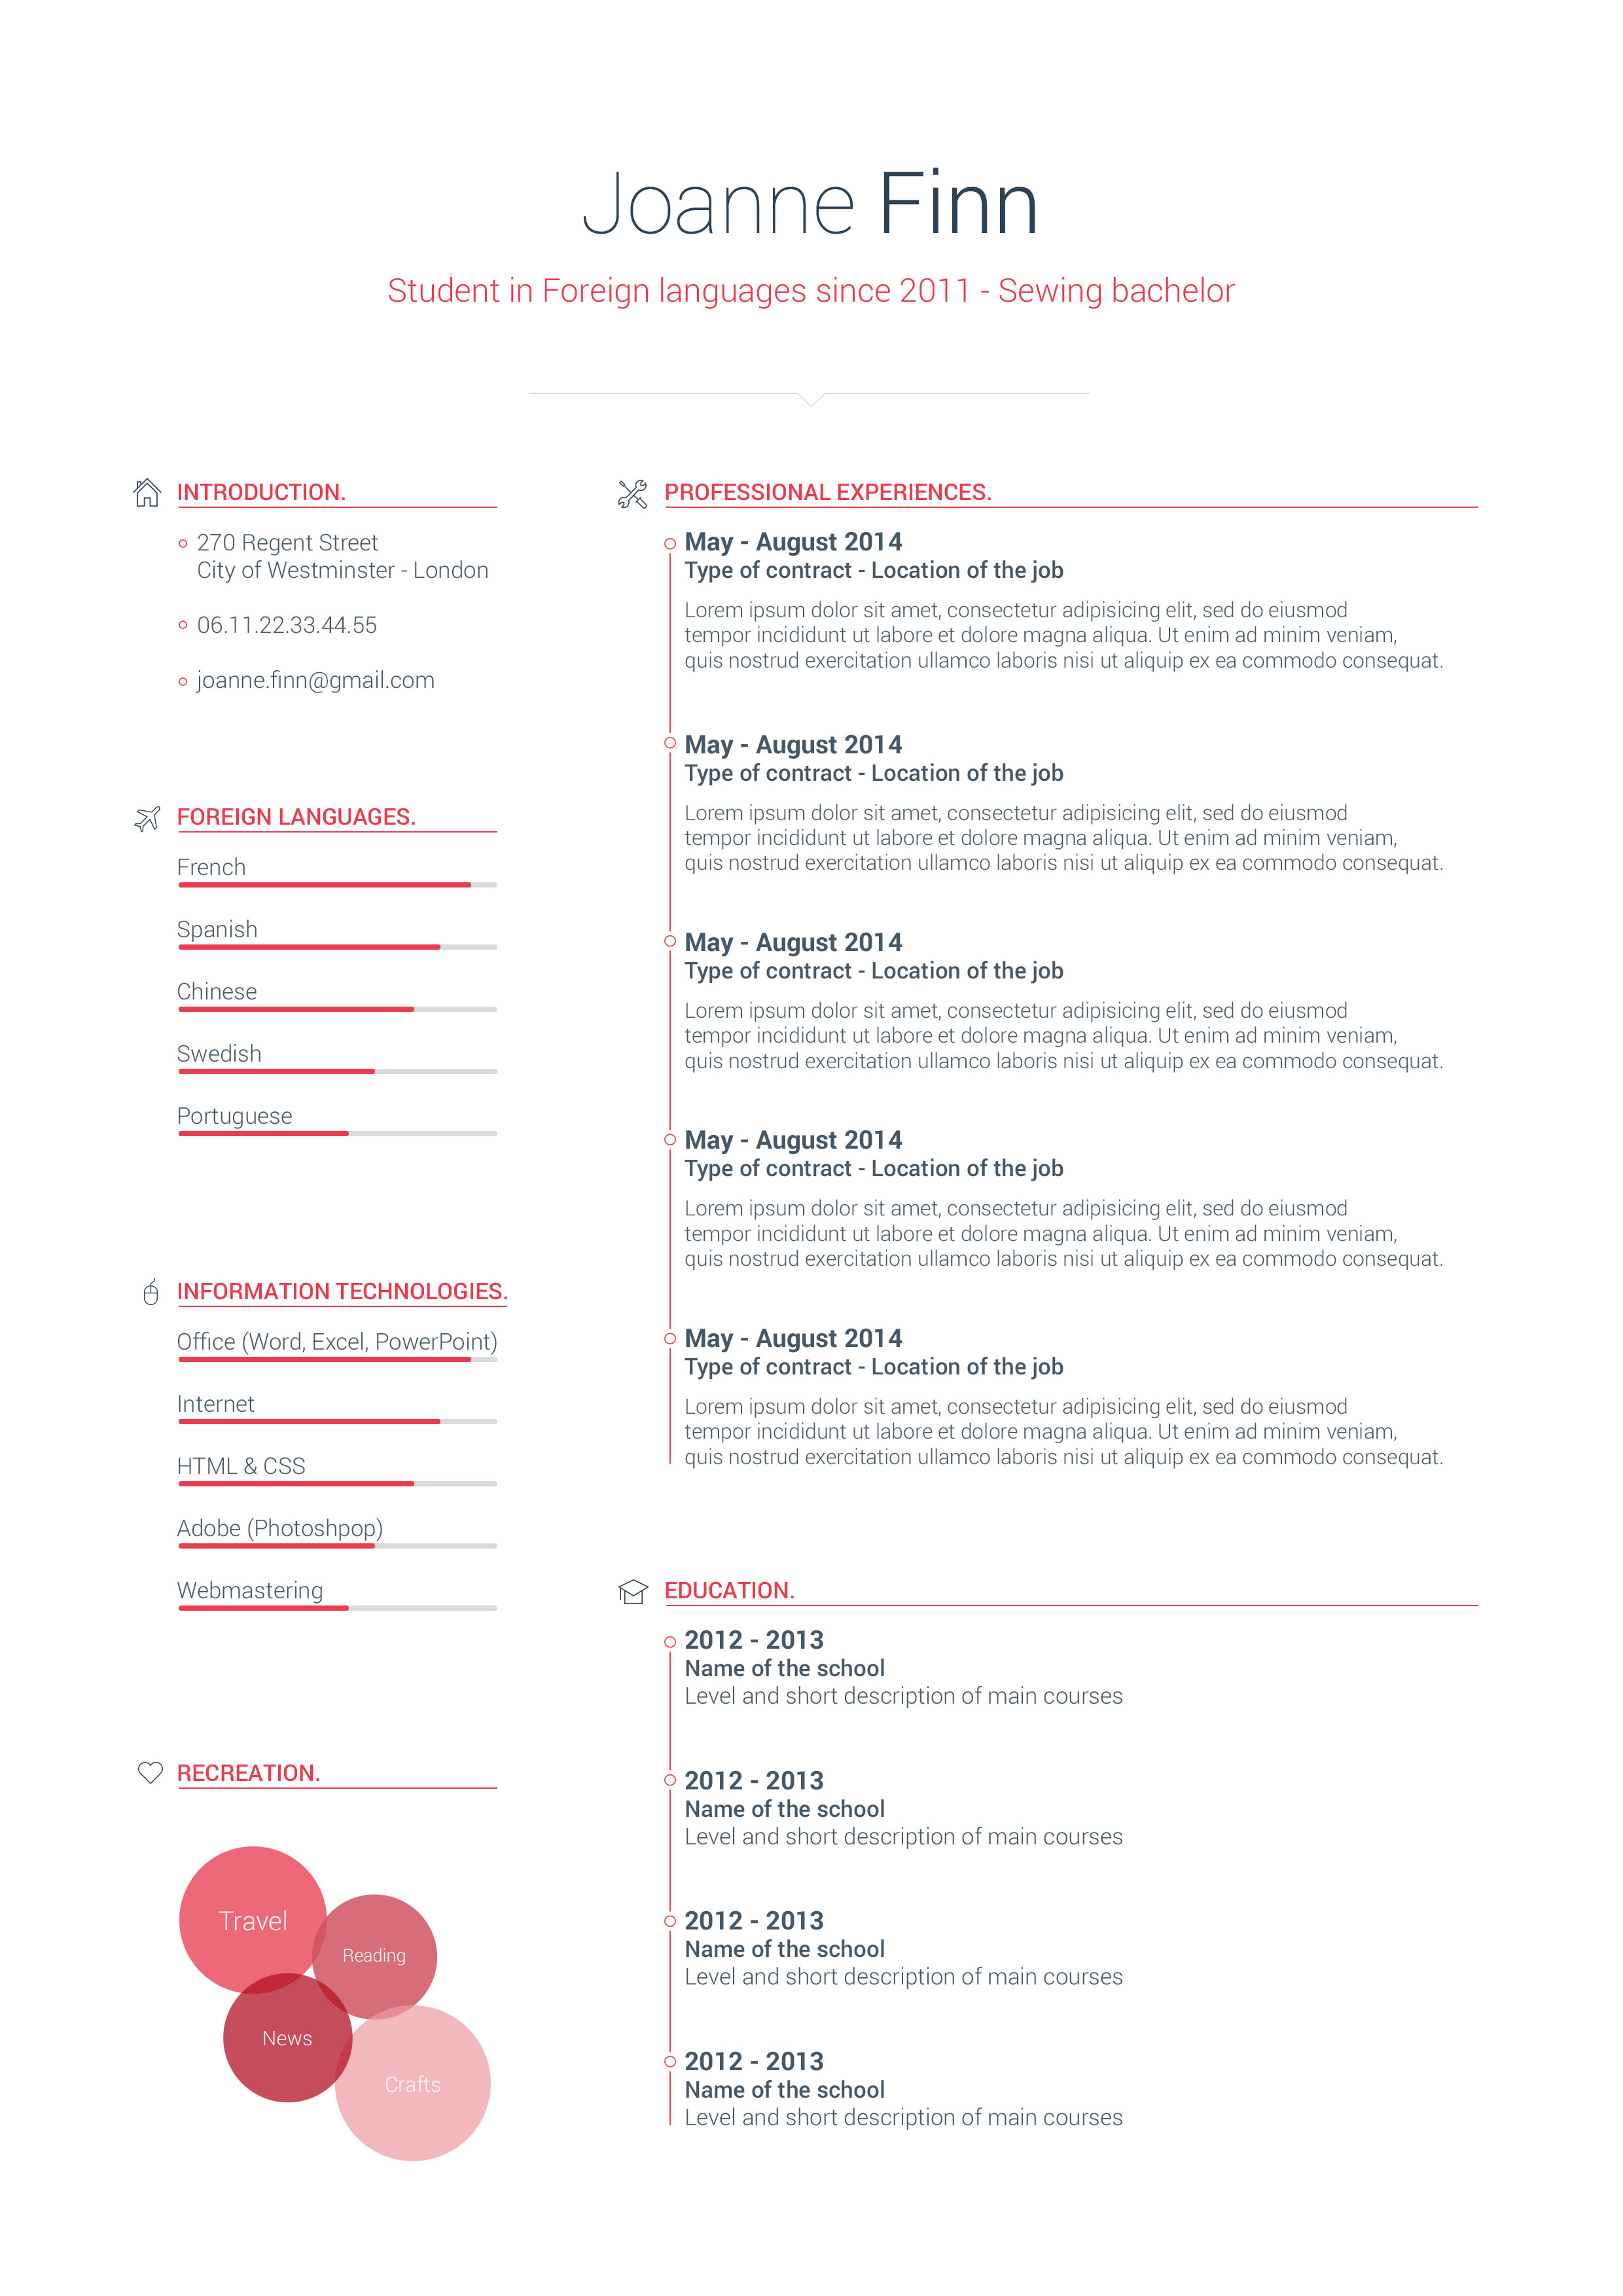 Joanne Finn
Student in Foreign languages since 2011 - Sewing bachelor
INTRODUCTION.
270 Regent Street
City of Westminster - London
06.11.22.33.44.55
joanne.finn@gmail.com
FOREIGN LANGUAGES.
French
Spanish
Chinese
Swedish
Portuguese
INFORMATION TECHNOLOGIES.
Office (Word, Excel, PowerPoint)
Internet
HTML & CSS
Adobe (Photoshpop)
Webmastering
RECREATION.
Travel
Reading
News
Crafts
PROFESSIONAL EXPERIENCES.
May - August 2014
Type of contract - Location of the job
Lorem ipsum dolor sit amet, consectetur adipisicing elit, sed do eiusmod
tempor incididunt ut labore et dolore magna aliqua. Ut enim ad minim veniam,
quis nostrud exercitation ullamco laboris nisi ut aliquip ex ea commodo consequat.
May - August 2014
Type of contract - Location of the job
Lorem ipsum dolor sit amet, consectetur adipisicing elit, sed do eiusmod
tempor incididunt ut labore et dolore magna aliqua. Ut enim ad minim veniam,
quis nostrud exercitation ullamco laboris nisi ut aliquip ex ea commodo consequat.
May - August 2014
Type of contract - Location of the job
Lorem ipsum dolor sit amet, consectetur adipisicing elit, sed do eiusmod
tempor incididunt ut labore et dolore magna aliqua. Ut enim ad minim veniam,
quis nostrud exercitation ullamco laboris nisi ut aliquip ex ea commodo consequat.
May - August 2014
Type of contract - Location of the job
Lorem ipsum dolor sit amet, consectetur adipisicing elit, sed do eiusmod
tempor incididunt ut labore et dolore magna aliqua. Ut enim ad minim veniam,
quis nostrud exercitation ullamco laboris nisi ut aliquip ex ea commodo consequat.
May - August 2014
Type of contract - Location of the job
Lorem ipsum dolor sit amet, consectetur adipisicing elit, sed do eiusmod
tempor incididunt ut labore et dolore magna aliqua. Ut enim ad minim veniam,
quis nostrud exercitation ullamco laboris nisi ut aliquip ex ea commodo consequat.
EDUCATION.
2012 - 2013
Name of the school
Level and short description of main courses
2012 - 2013
Name of the school
Level and short description of main courses
2012 - 2013
Name of the school
Level and short description of main courses
2012 - 2013
Name of the school
Level and short description of main courses